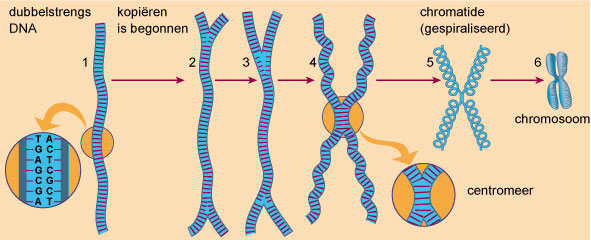 dubbelstrengs
DNA
kopiëren
is begonnen
chromatide
(gespiraliseerd)
1
2
3
4
5
6
chromosoom
T A
G C
A T
G C
C G
A T
centromeer